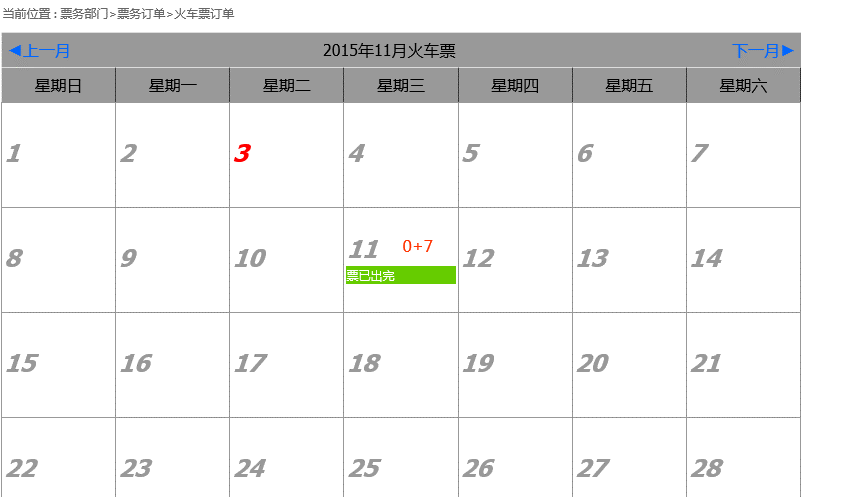 当前位置：票务部门>票务订单>火车票订单
◀上一月 2015年11月火车票 下一月▶
星期日 星期一 星期二 星期三 星期四 星期五 星期六
1 2 3 4 5 6 7
8 9 10 11 0+7 12 13 14
票已出完
15 16 17 18 19 20 21
22 23 24 25 26 27 28